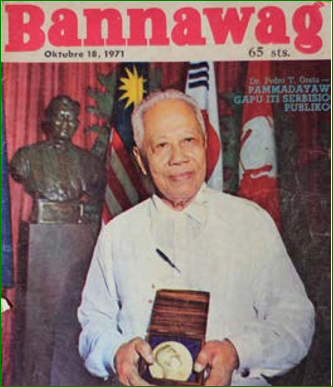 Bannawag
Oktubre 18, 1971
65 sts.
Dr. Pedro T. Orata—
PAMMADAYAW
GAPU ITI SERBISIO
PUBLIKO